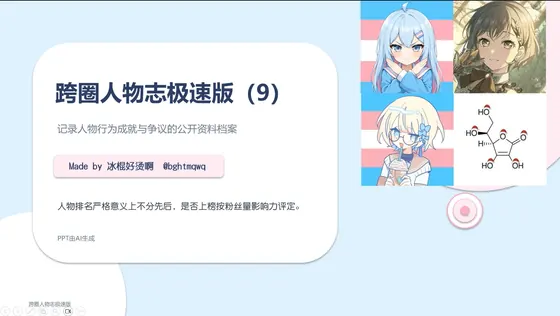 跨圈人物志极速版（9）
记录人物行为成就与争议的公开资料档案
Made by 冰棍好烫啊 @bghtmqwq
人物排名严格意义上不分先后，是否上榜按粉丝量影响力评定。
PPT由AI生成
跨圈人物志极速版
HO
HO
H
O
O
HO
OH